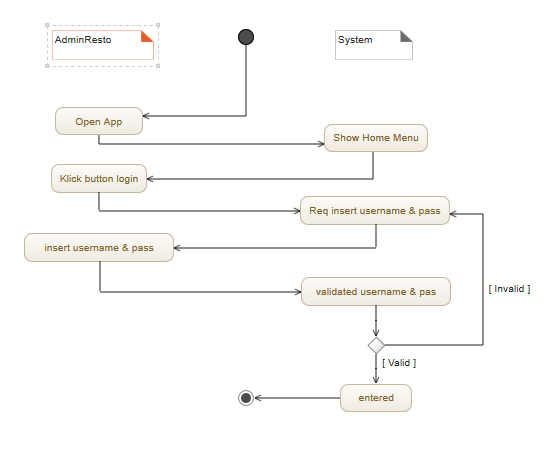 AdminResto
System
Open App
Show Home Menu
Klick button login
Req insert username & pass
insert username & pass
validated username & pas
[ Invalid ]
[ Valid ]
entered